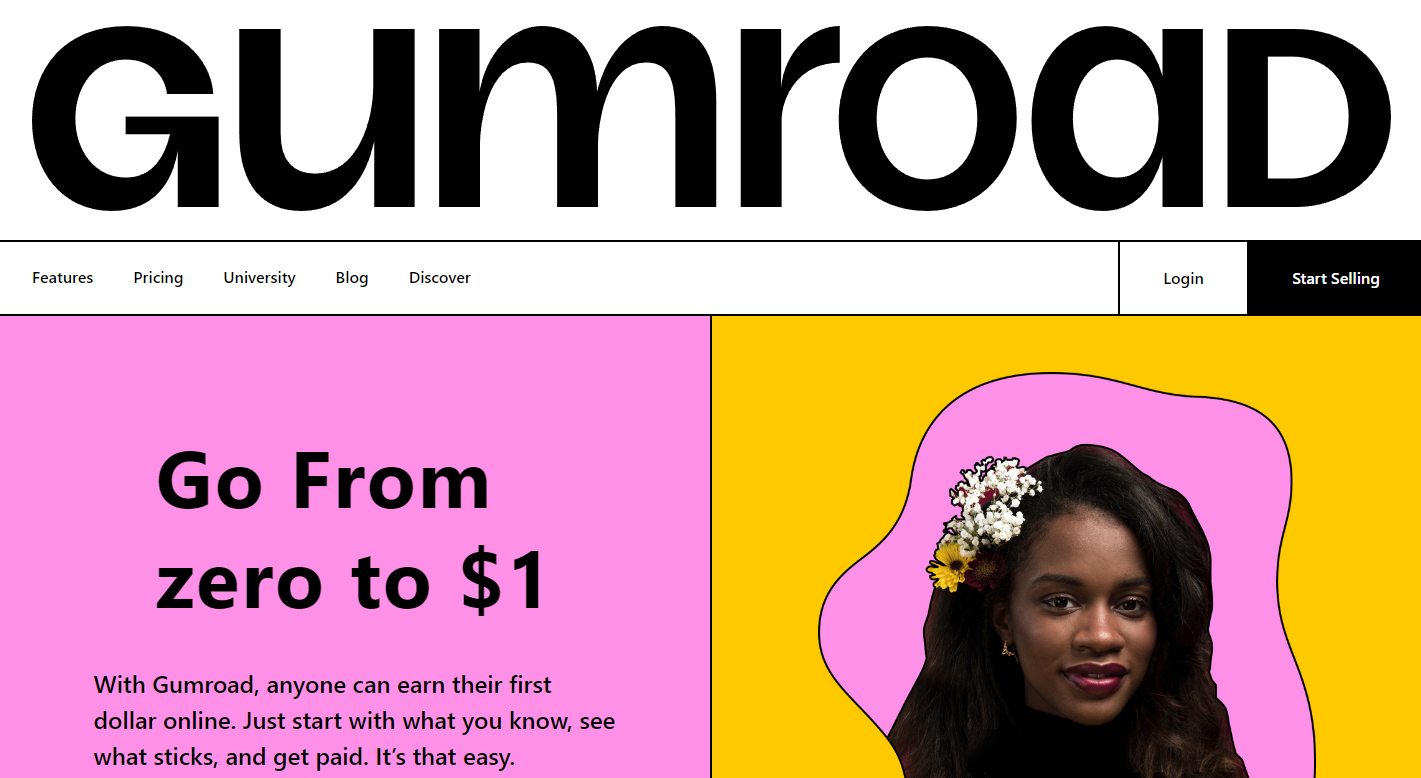 Gumroad
Features Pricing University Blog Discover Login Start Selling
Go From
zero to $1
With Gumroad, anyone can earn their first
dollar online. Just start with what you know, see
what sticks, and get paid. It’s that easy.